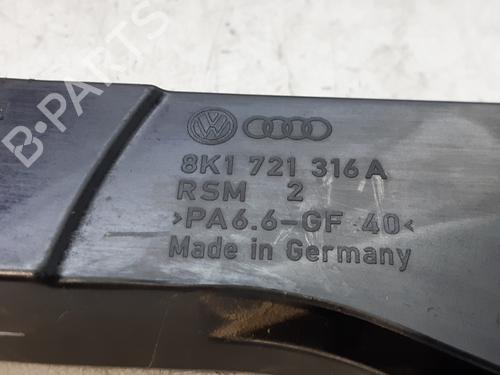 B-PARTS
8K1 721 316 A
RSM 2
>PA6.6-GF 40<
Made in Germany